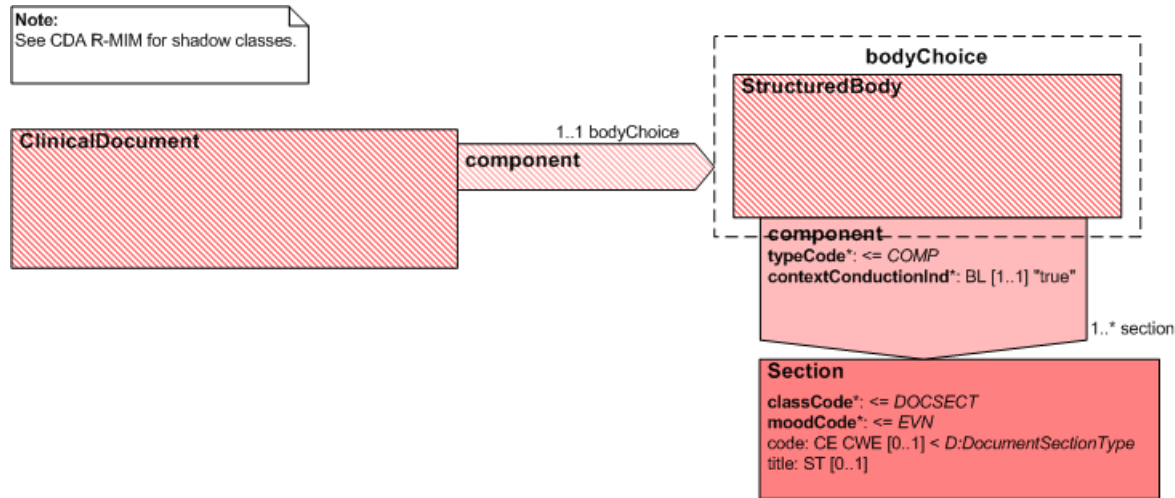 Note:
See CDA R-MIM for shadow classes.
bodyChoice
StructuredBody
ClinicalDocument
1..1 bodyChoice
component
component
typeCode*: <= COMP
contextConductionInd*: BL [1..1] "true"
1..* section
Section
classCode*: <= DOCSECT
moodCode*: <= EVN
code: CE CWE [0..1] < D:DocumentSectionType
title: ST [0..1]